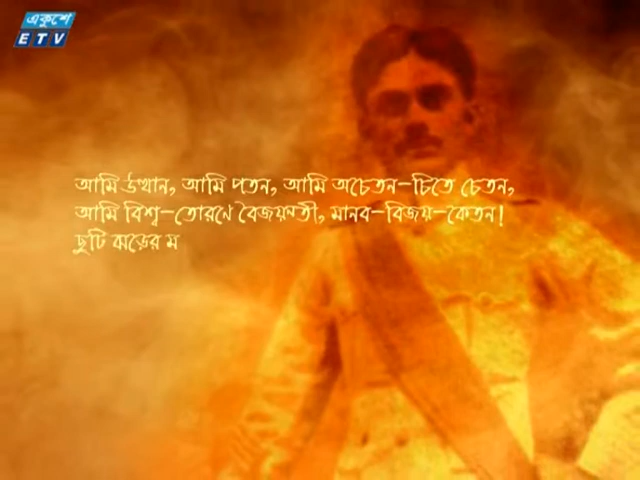 একুশে
ETV
আমি উত্থান, আমি পতন, আমি অচেতন-চিতে চেতন,
আমি বিশ্ব-তোরণে বৈজয়ন্তী, মানব-বিজয়-কেতন!
ছুটি ঝড়ের ম